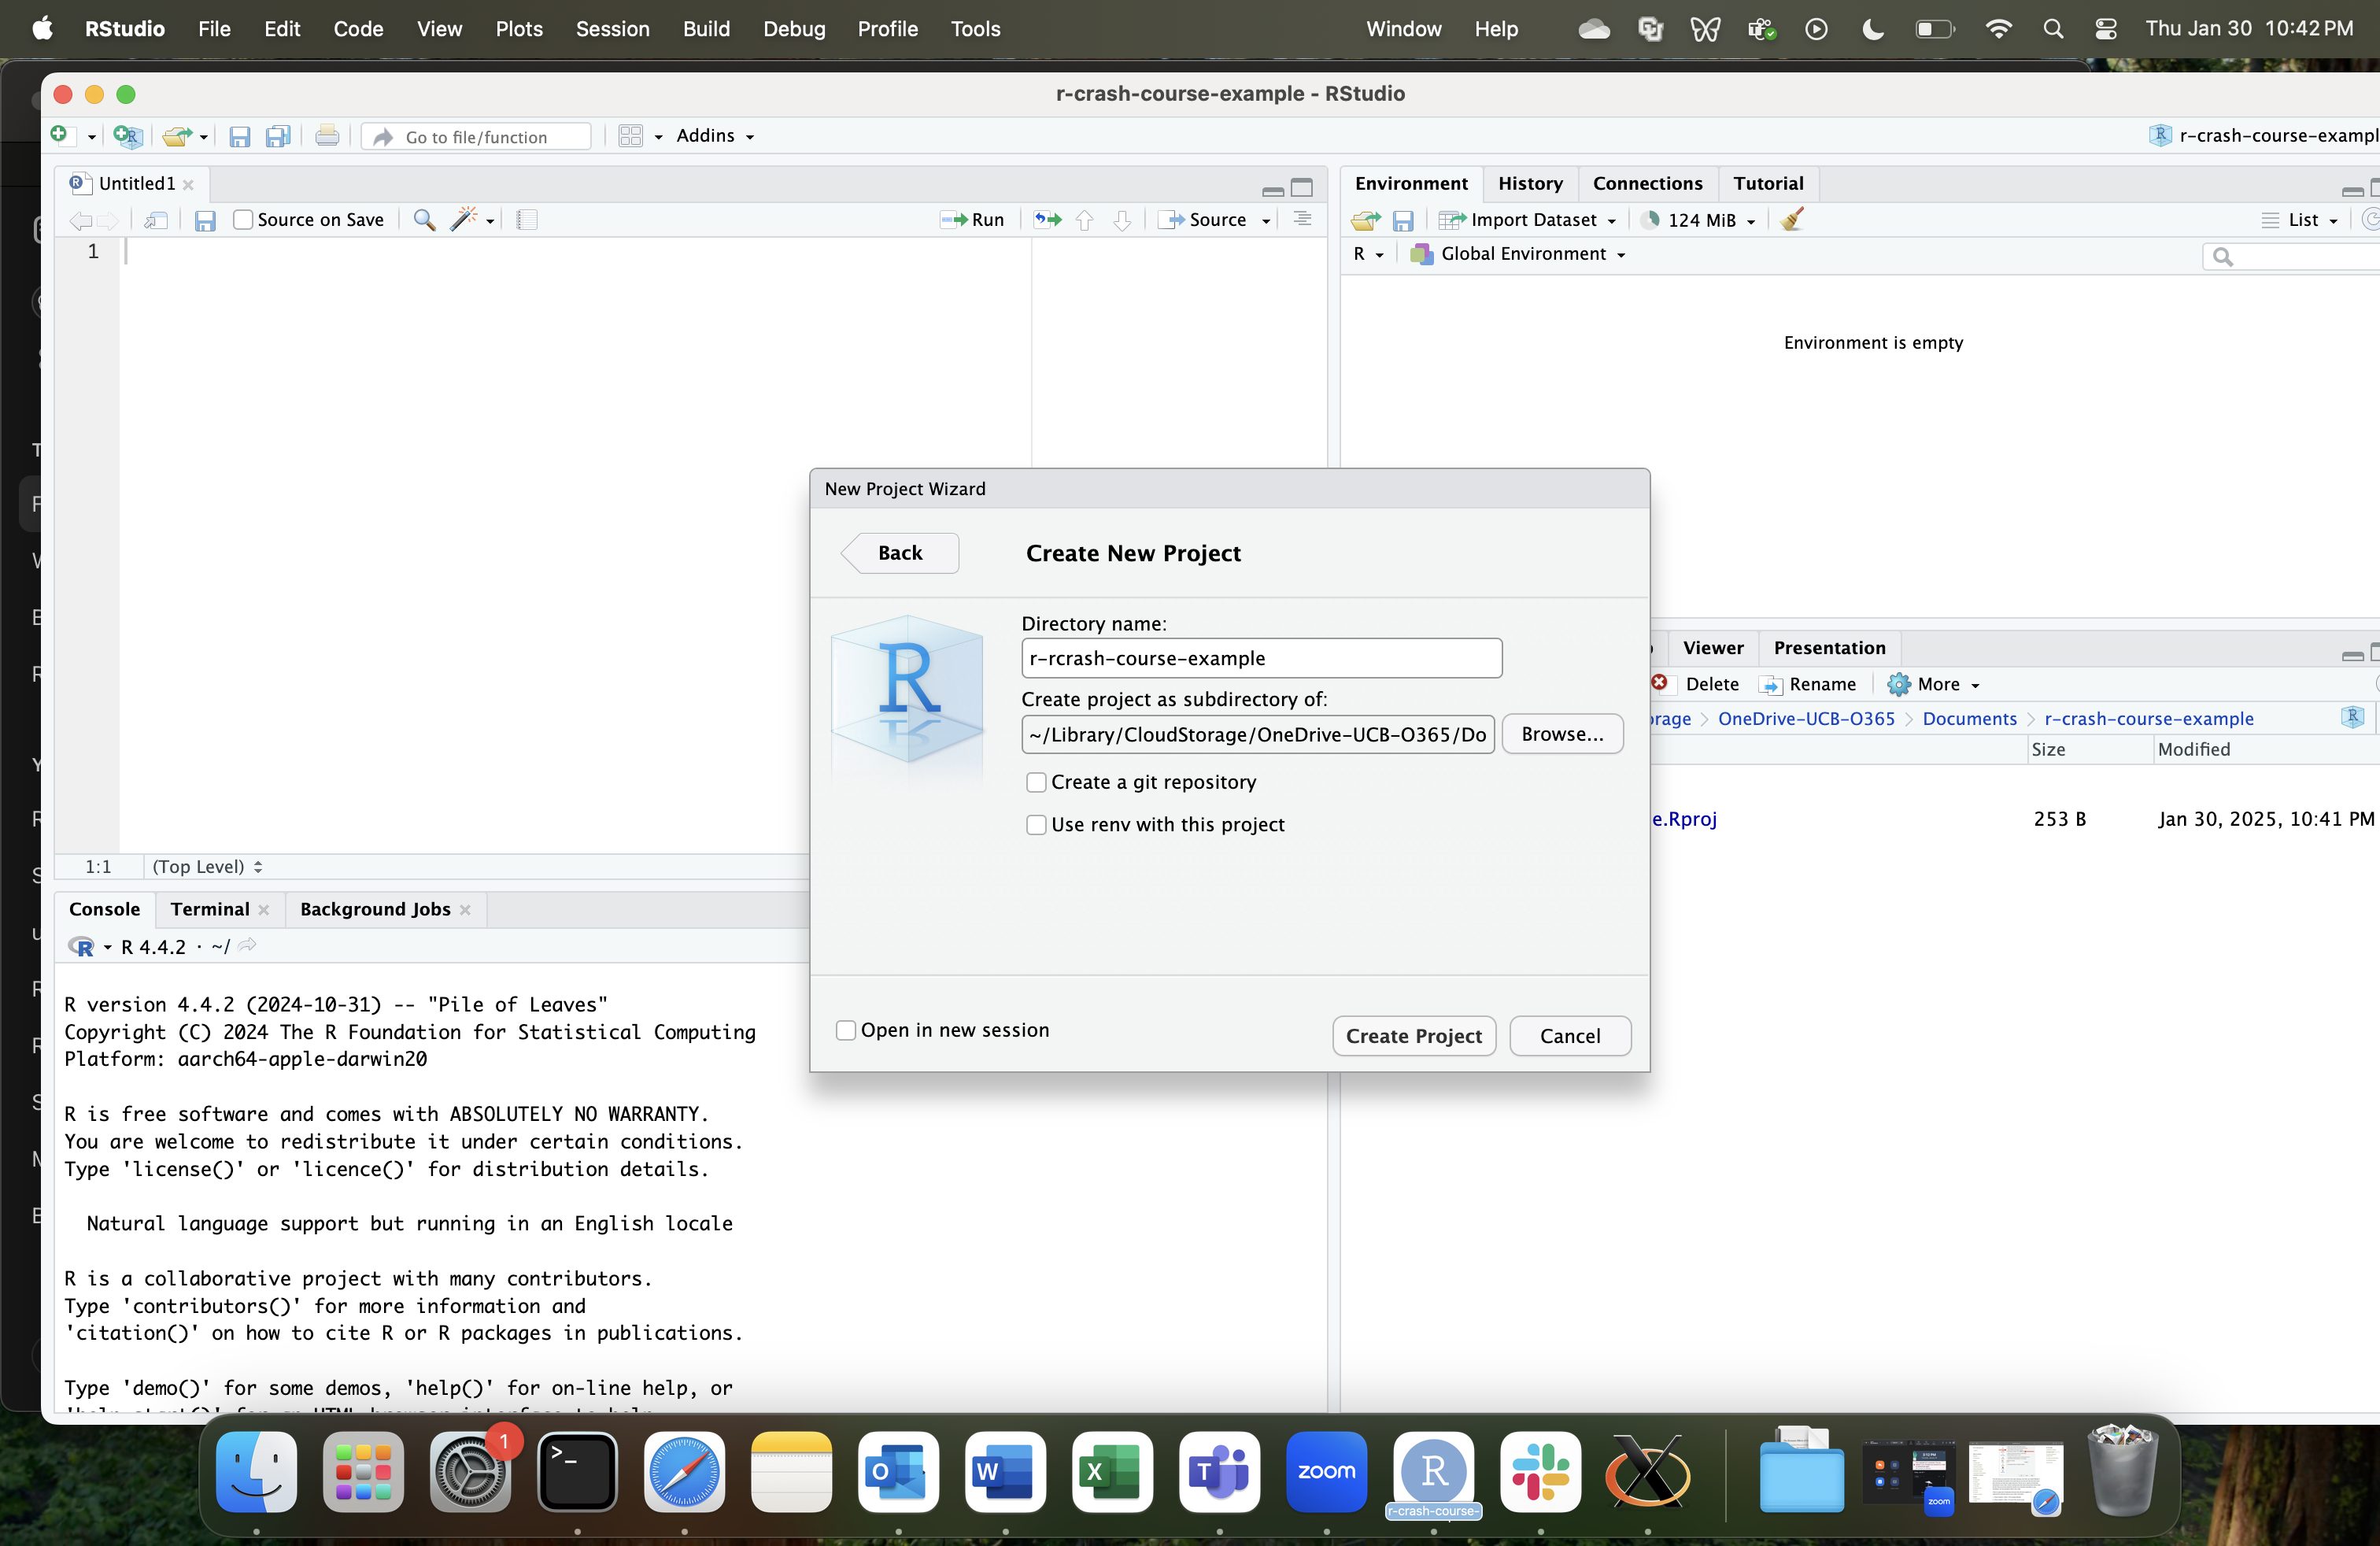 RStudio File Edit Code View Plots Session Build Debug Profile Tools Window Help Thu Jan 30 10:42 PM
r-crash-course-example - RStudio
Go to file/function Addins r-crash-course-exampl
Untitled1
Source on Save Run Source
1
1:1 (Top Level)
Environment History Connections Tutorial
Import Dataset 124 MiB List
R Global Environment
Environment is empty
New Project Wizard
Back Create New Project
Directory name:
r-rcrash-course-example
Create project as subdirectory of:
~/Library/CloudStorage/OneDrive-UCB-O365/Do Browse...
Create a git repository
Use renv with this project
Open in new session Create Project Cancel
Viewer Presentation
Delete Rename More
rage OneDrive-UCB-O365 Documents r-crash-course-example
Size Modified
e.Rproj 253 B Jan 30, 2025, 10:41 PM
Console Terminal Background Jobs
R 4.4.2 · ~/
R version 4.4.2 (2024-10-31) -- "Pile of Leaves"
Copyright (C) 2024 The R Foundation for Statistical Computing
Platform: aarch64-apple-darwin20
R is free software and comes with ABSOLUTELY NO WARRANTY.
You are welcome to redistribute it under certain conditions.
Type 'license()' or 'licence()' for distribution details.
Natural language support but running in an English locale
R is a collaborative project with many contributors.
Type 'contributors()' for more information and
'citation()' on how to cite R or R packages in publications.
Type 'demo()' for some demos, 'help()' for on-line help, or
1
zoom
r-crash-course-
zoom